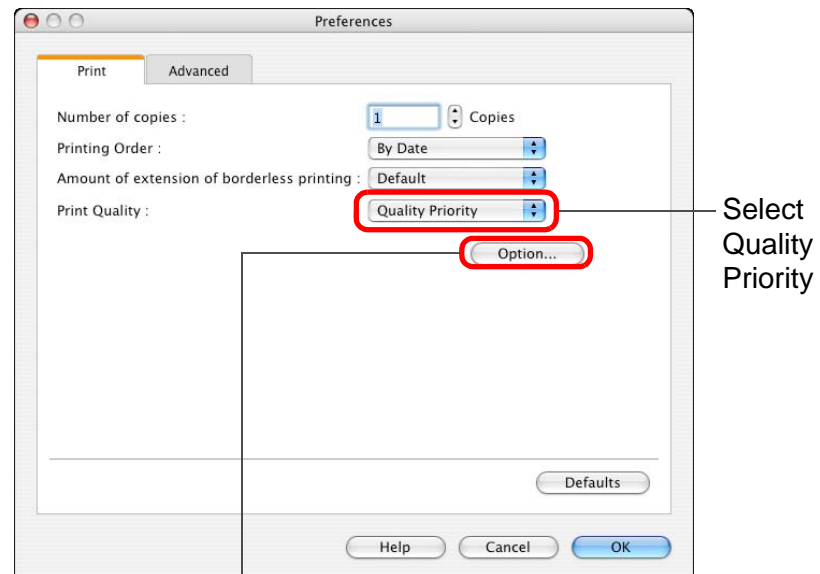 Preferences
Print Advanced
Number of copies : 1 Copies
Printing Order : By Date
Amount of extension of borderless printing : Default
Print Quality : Quality Priority
Option...
Select
Quality
Priority
Defaults
Help Cancel OK